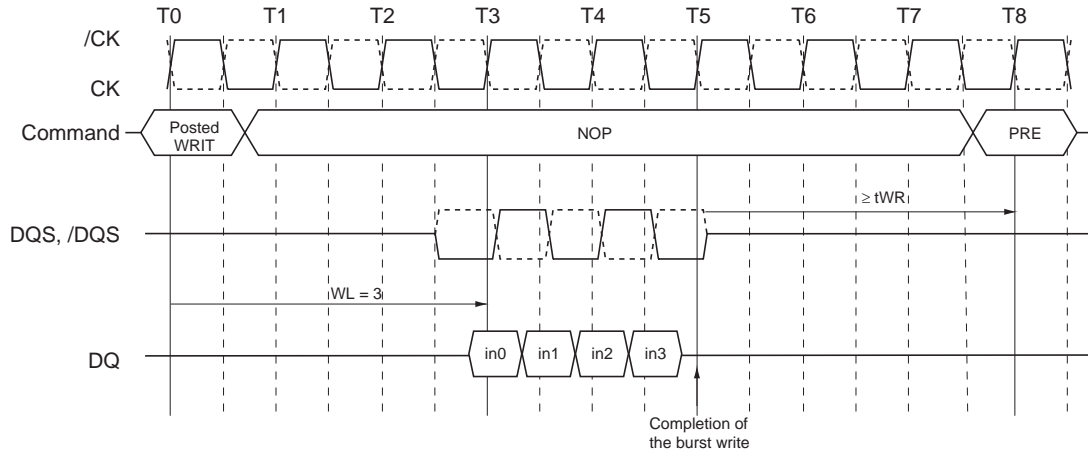 T0 T1 T2 T3 T4 T5 T6 T7 T8
/CK
CK
Command
Posted
WRIT
NOP
PRE
≥ tWR
DQS, /DQS
WL = 3
in0 in1 in2 in3
DQ
Completion of
the burst write